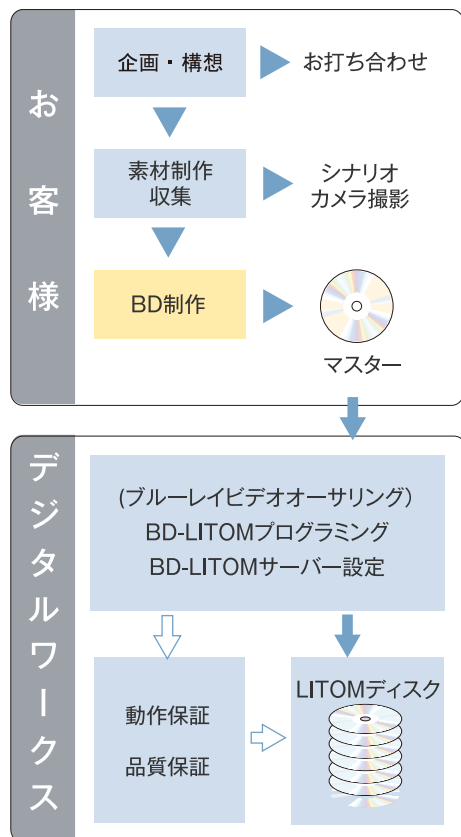 お客様
企画・構想
お打ち合わせ
素材制作
収集
シナリオ
カメラ撮影
BD制作
マスター
デジタルワークス
(ブルーレイビデオオーサリング)
BD-LITOMプログラミング
BD-LITOMサーバー設定
動作保証
品質保証
LITOMディスク